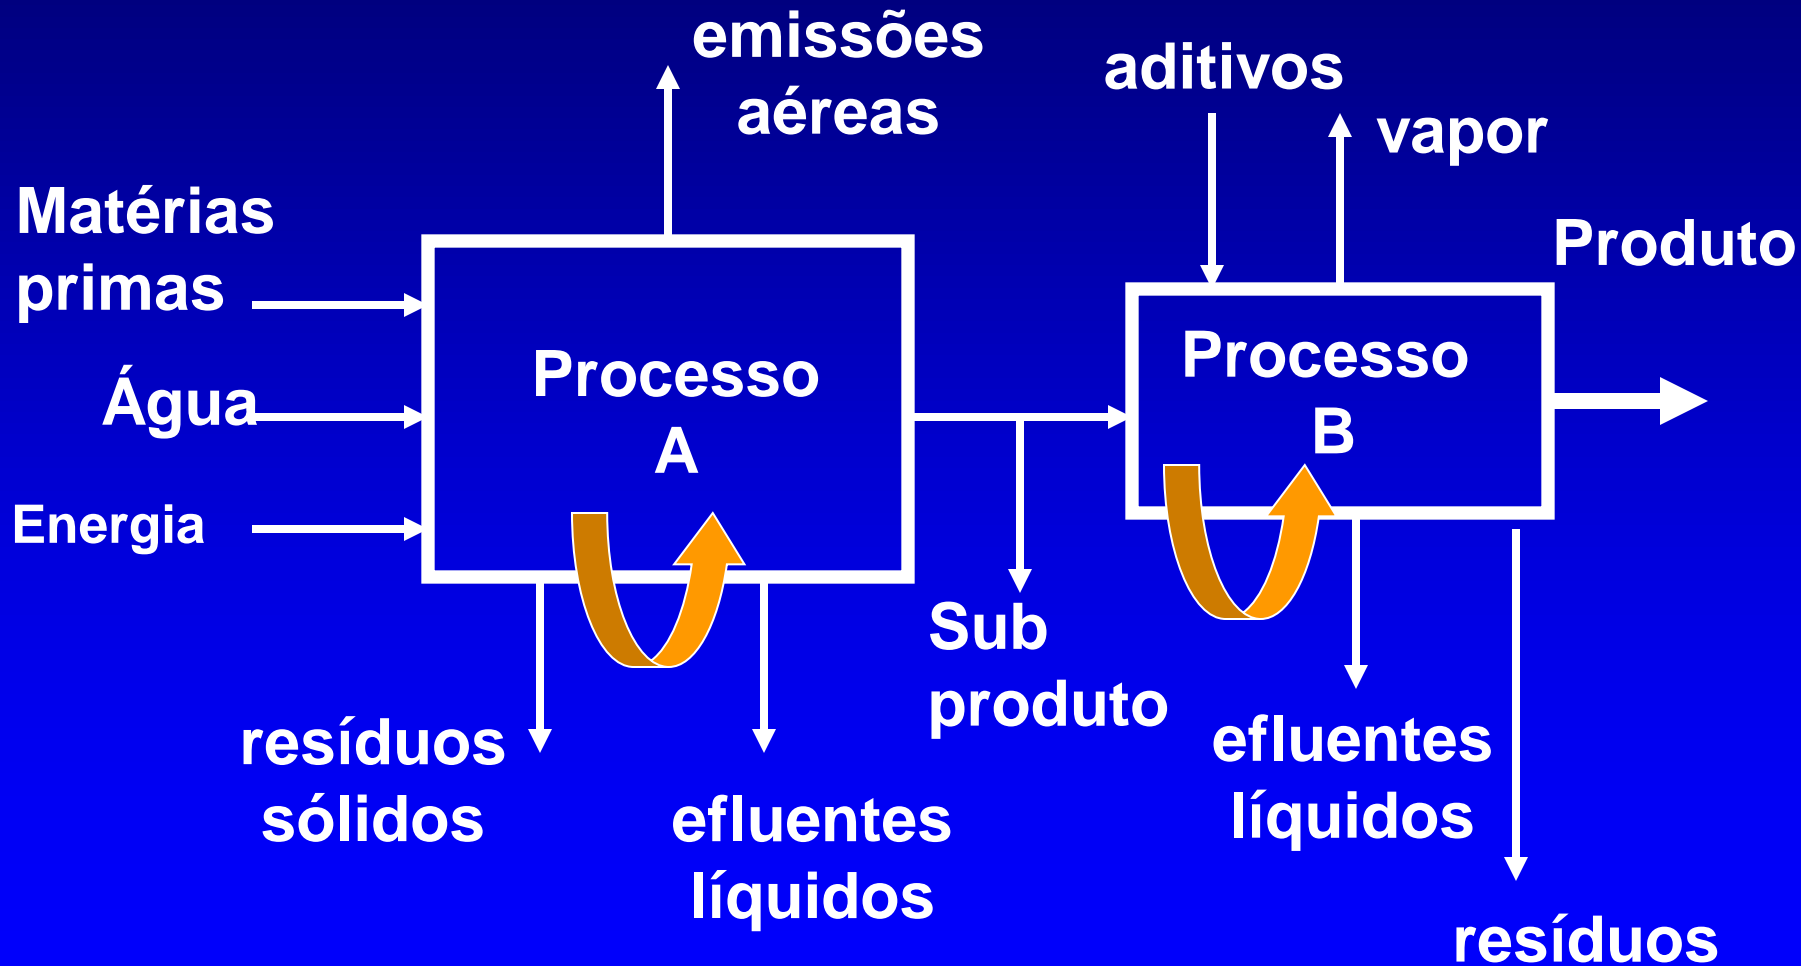 emissões
aéreas
aditivos
vapor
Matérias
primas
Produto
Água
Processo
A
Processo
B
Energia
Sub
produto
resíduos
sólidos
efluentes
líquidos
efluentes
líquidos
resíduos